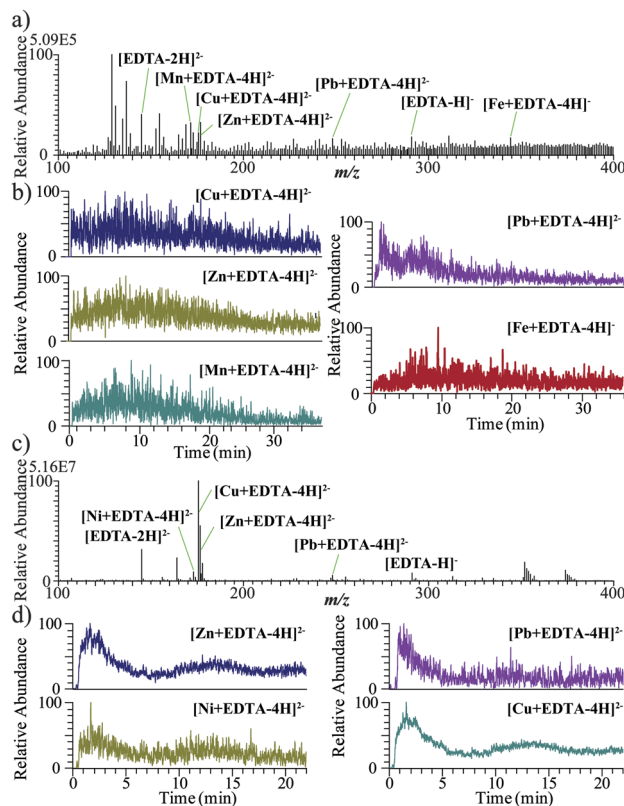 a)
5.09E5
Relative Abundance
100
0
[EDTA-2H]²⁻
[Mn+EDTA-4H]²⁻
[Cu+EDTA-4H]²⁻
[Zn+EDTA-4H]²⁻
[Pb+EDTA-4H]²⁻
[EDTA-H]⁻
[Fe+EDTA-4H]⁻
100 200 300 400
m/z
b)
Relative Abundance
100
0
[Cu+EDTA-4H]²⁻
100
0
[Zn+EDTA-4H]²⁻
100
0
[Mn+EDTA-4H]²⁻
0 10 20 30
Time (min)
Relative Abundance
100
0
[Pb+EDTA-4H]²⁻
100
0
[Fe+EDTA-4H]⁻
0 10 20 30
Time (min)
c)
5.16E7
Relative Abundance
100
0
[Cu+EDTA-4H]²⁻
[Ni+EDTA-4H]²⁻
[Zn+EDTA-4H]²⁻
[EDTA-2H]²⁻
[Pb+EDTA-4H]²⁻
[EDTA-H]⁻
100 200 300 400
m/z
d)
Relative Abundance
100
0
[Zn+EDTA-4H]²⁻
100
0
[Ni+EDTA-4H]²⁻
0 5 10 15 20
Time (min)
Relative Abundance
100
0
[Pb+EDTA-4H]²⁻
100
0
[Cu+EDTA-4H]²⁻
0 5 10 15 20
Time (min)